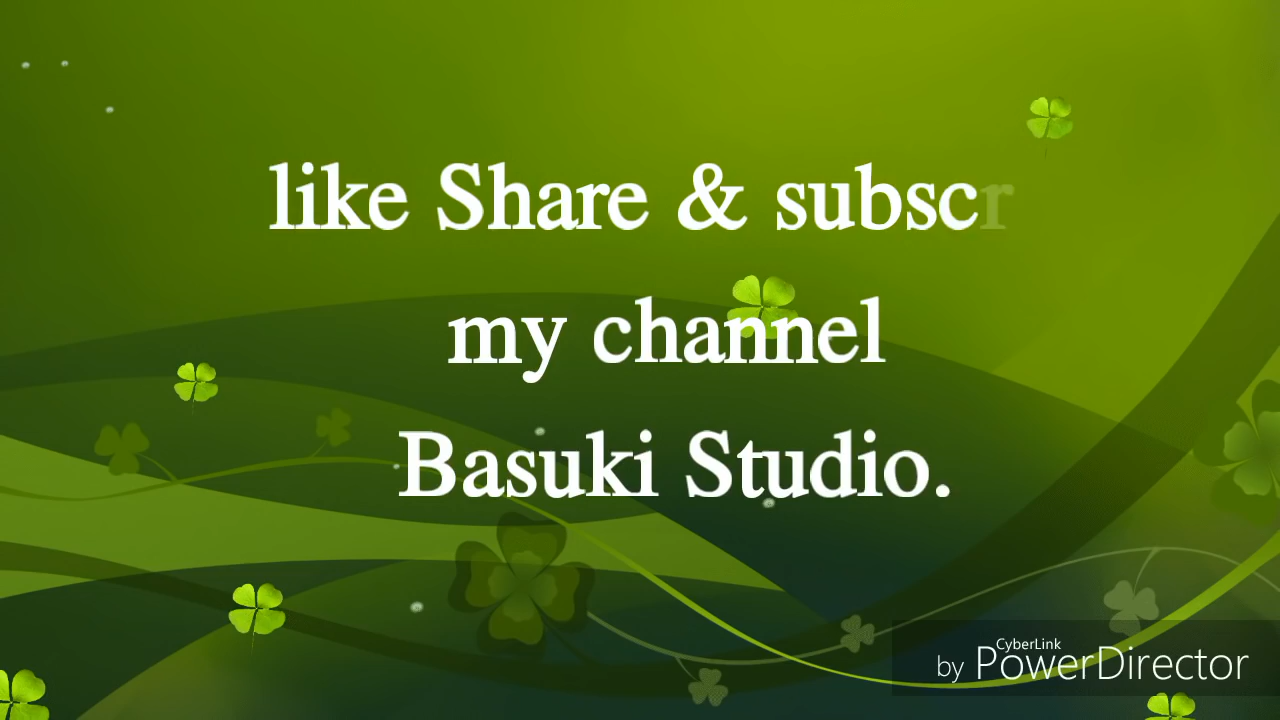 like Share & subscr
my channel
Basuki Studio.
CyberLink
by PowerDirector